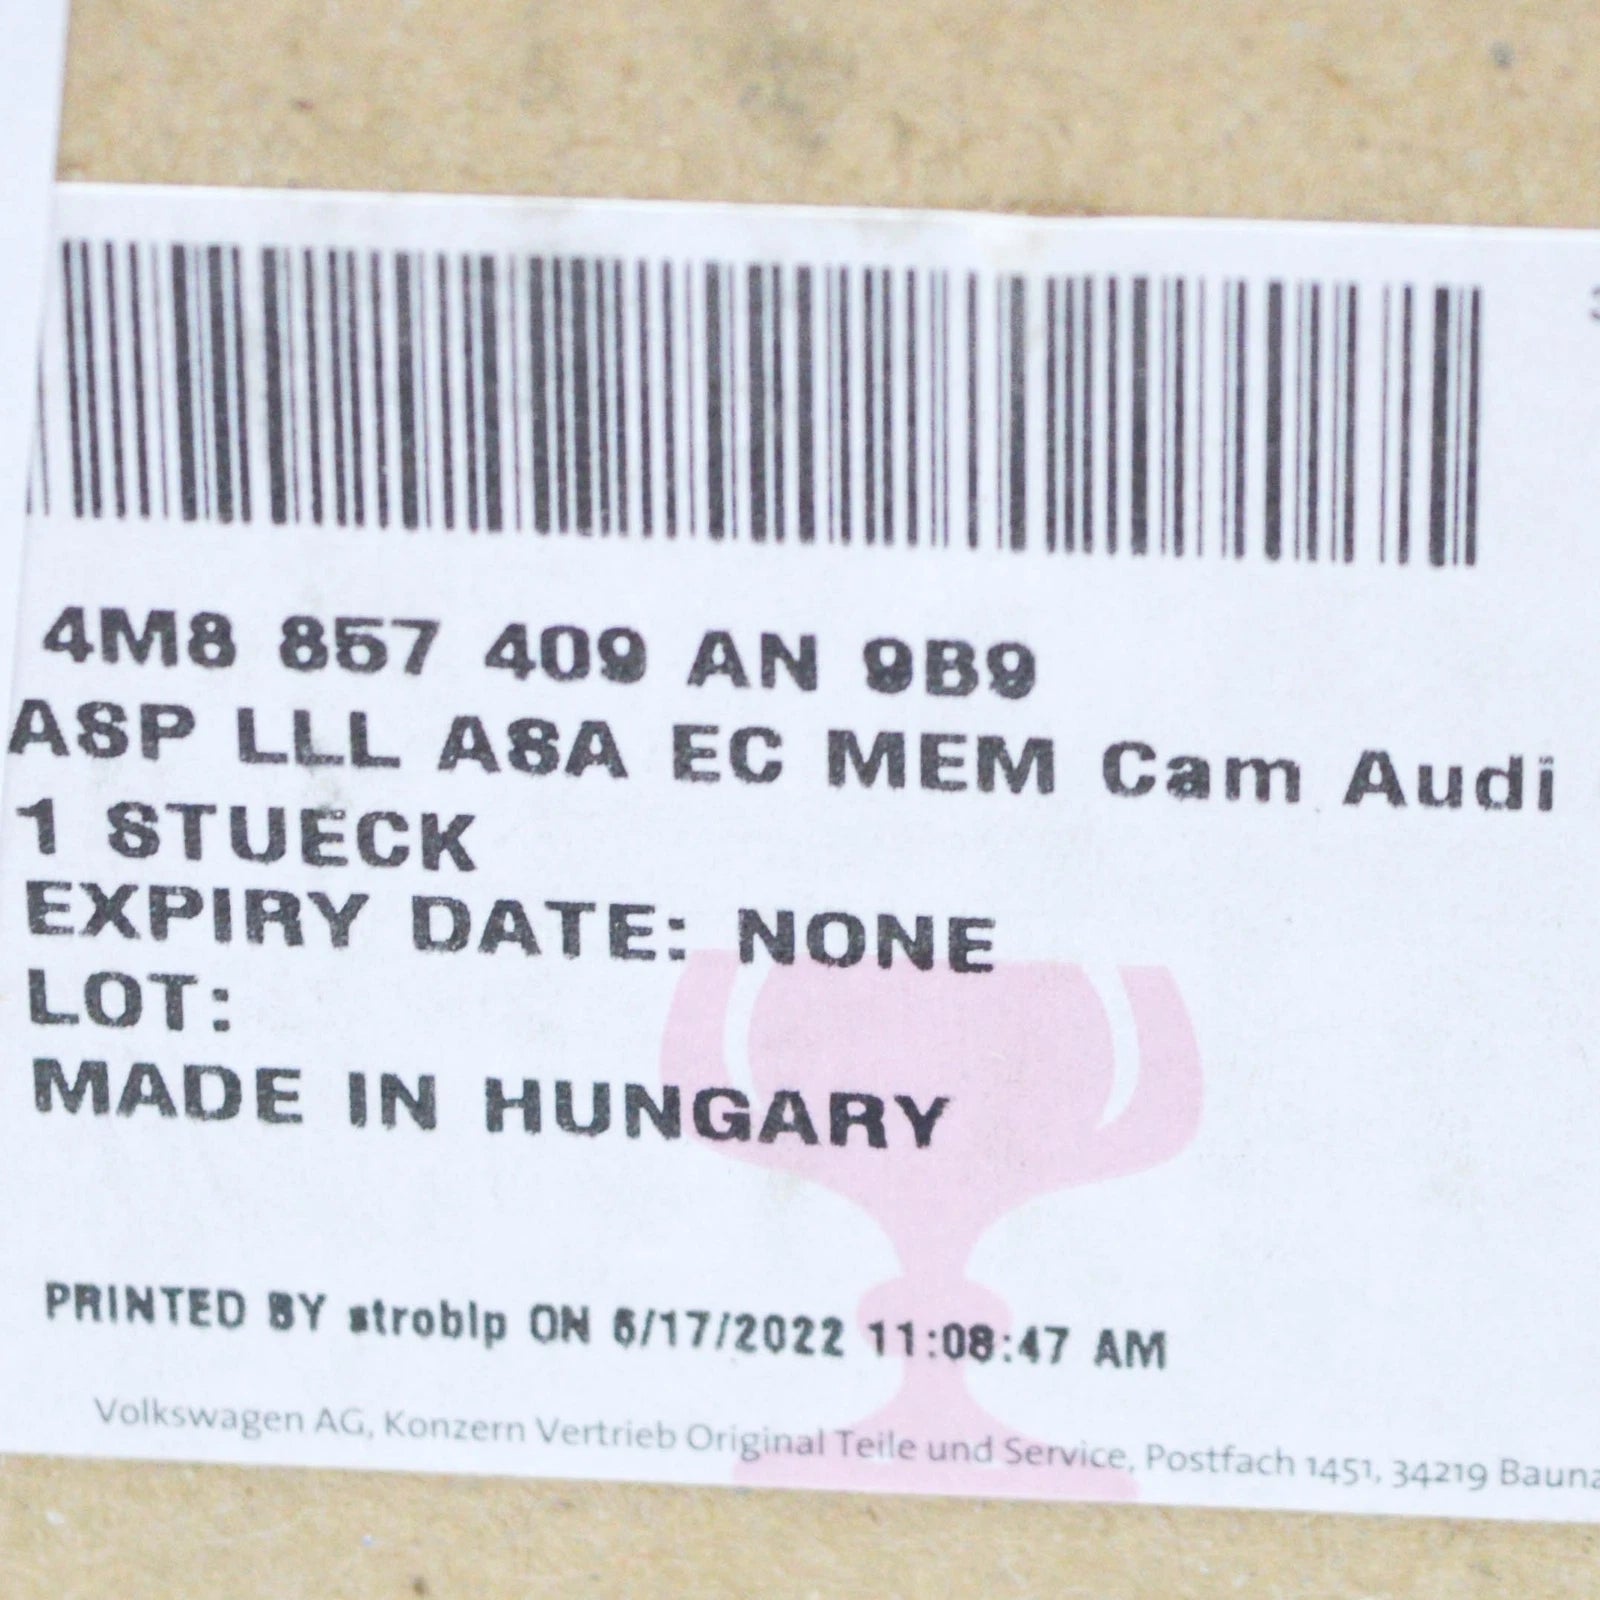 4M8 857 409 AN 9B9
ASP LLL ASA EC MEM Cam Audi
1 STUECK
EXPIRY DATE: NONE
LOT:
MADE IN HUNGARY
PRINTED BY stroblp ON 6/17/2022 11:08:47 AM
Volkswagen AG, Konzern Vertrieb Original Teile und Service, Postfach 1451, 34219 Bauna